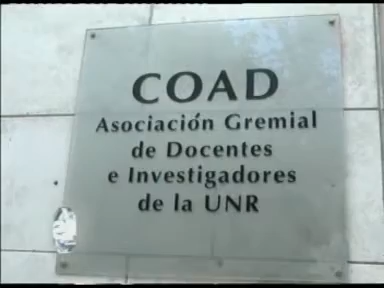 COAD
Asociación Gremial
de Docentes
e Investigadores
de la UNR